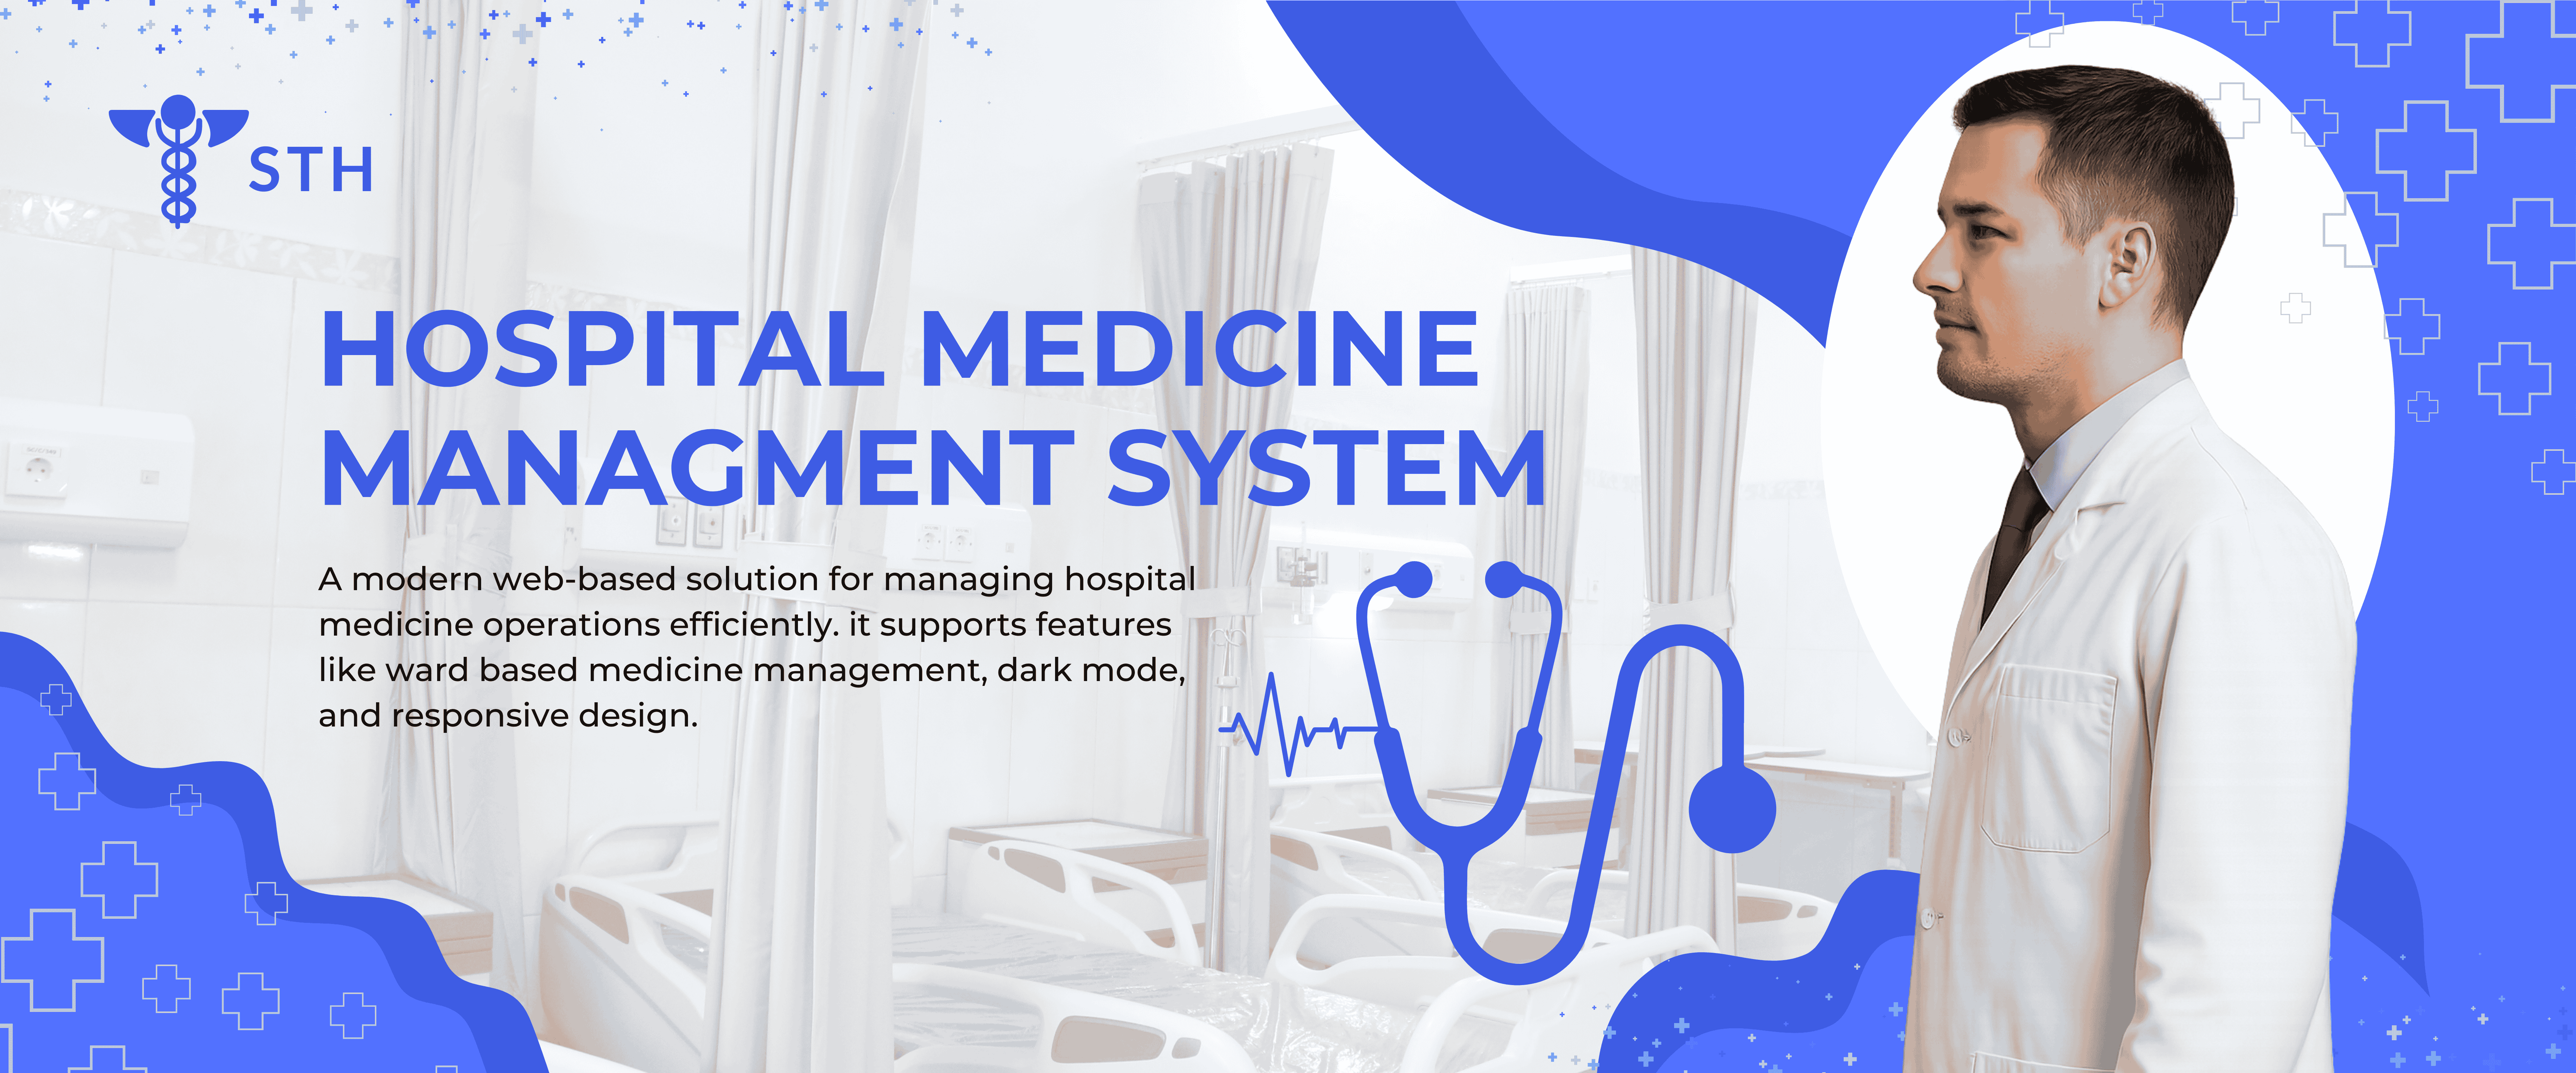 STH
HOSPITAL MEDICINE
MANAGMENT SYSTEM
A modern web-based solution for managing hospital
medicine operations efficiently. it supports features
like ward based medicine management, dark mode,
and responsive design.